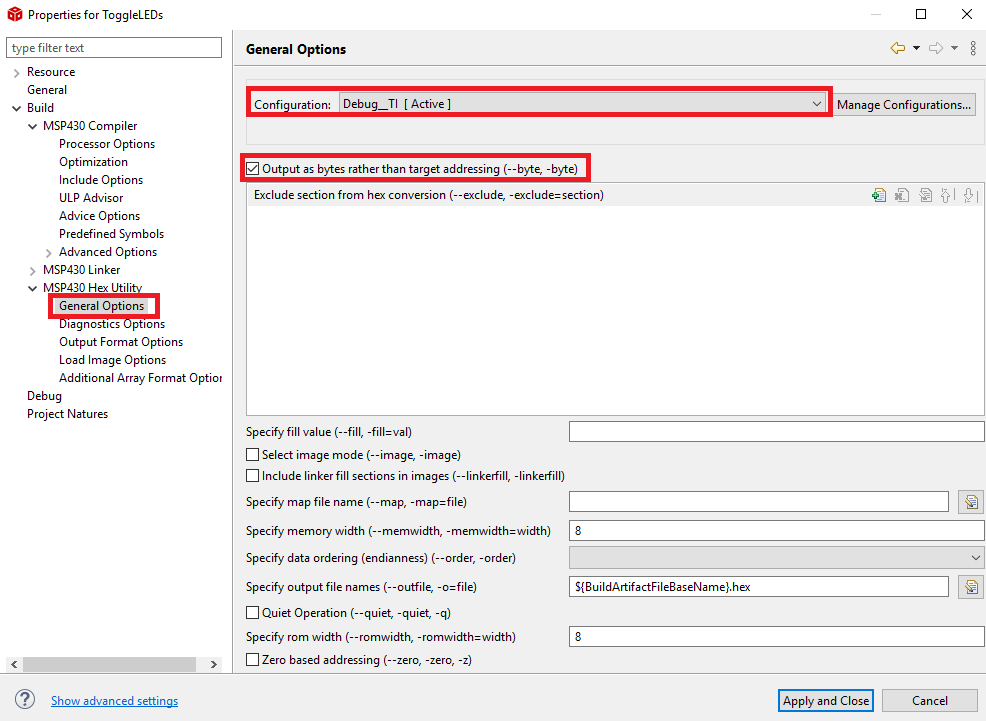 Properties for ToggleLEDs
type filter text
Resource
General
Build
MSP430 Compiler
Processor Options
Optimization
Include Options
ULP Advisor
Advice Options
Predefined Symbols
Advanced Options
MSP430 Linker
MSP430 Hex Utility
General Options
Diagnostics Options
Output Format Options
Load Image Options
Additional Array Format Option
Debug
Project Natures
General Options
Configuration: Debug__TI [ Active ] Manage Configurations...
Output as bytes rather than target addressing (--byte, -byte)
Exclude section from hex conversion (--exclude, -exclude=section)
Specify fill value (--fill, -fill=val)
Select image mode (--image, -image)
Include linker fill sections in images (--linkerfill, -linkerfill)
Specify map file name (--map, -map=file)
Specify memory width (--memwidth, -memwidth=width) 8
Specify data ordering (endianness) (--order, -order)
Specify output file names (--outfile, -o=file) ${BuildArtifactFileBaseName}.hex
Quiet Operation (--quiet, -quiet, -q)
Specify rom width (--romwidth, -romwidth=width) 8
Zero based addressing (--zero, -zero, -z)
? Show advanced settings Apply and Close Cancel